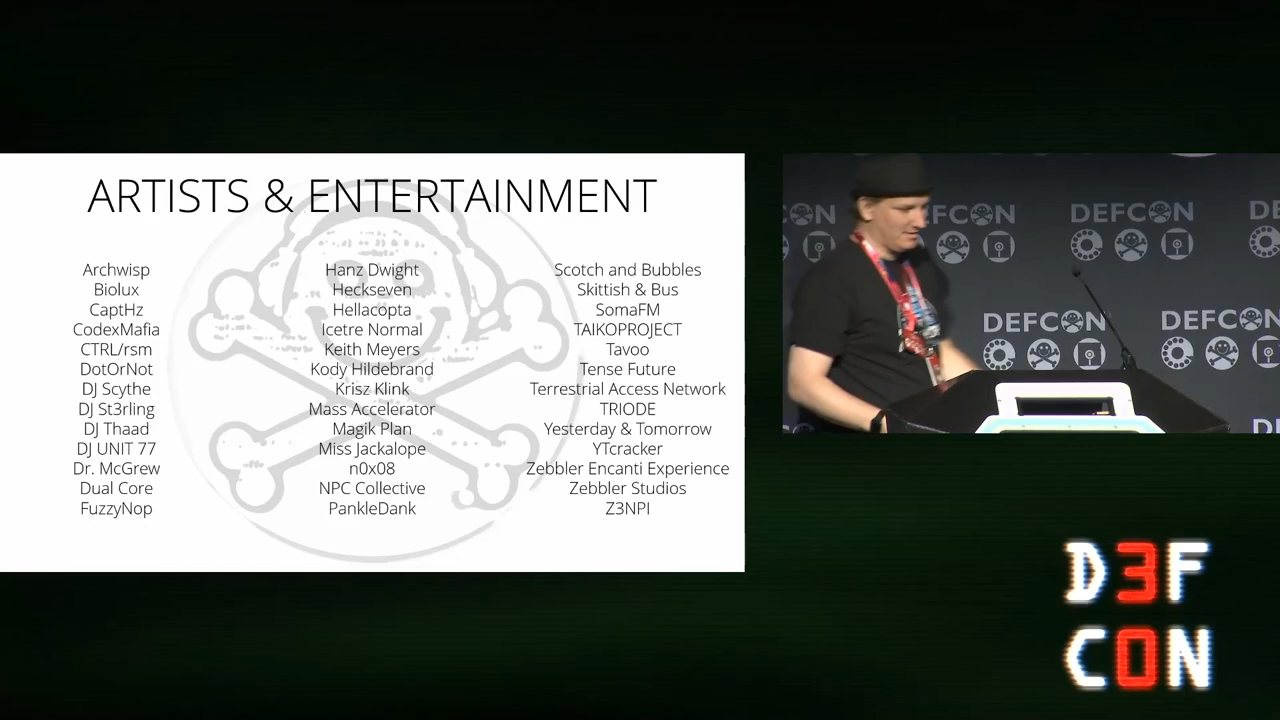 ARTISTS & ENTERTAINMENT
Archwisp
Biolux
CaptHz
CodexMafia
CTRL/rsm
DotOrNot
DJ Scythe
DJ St3rling
DJ Thaad
DJ UNIT 77
Dr. McGrew
Dual Core
FuzzyNop
Hanz Dwight
Heckseven
Hellacopta
Icetre Normal
Keith Meyers
Kody Hildebrand
Krisz Klink
Mass Accelerator
Magik Plan
Miss Jackalope
n0x08
NPC Collective
PankleDank
Scotch and Bubbles
Skittish & Bus
SomaFM
TAIKOPROJECT
Tavoo
Tense Future
Terrestrial Access Network
TRIODE
Yesterday & Tomorrow
YTcracker
Zebbler Encanti Experience
Zebbler Studios
Z3NPI
DEFCON
DEFCON
DEFCON
D3F
C0N